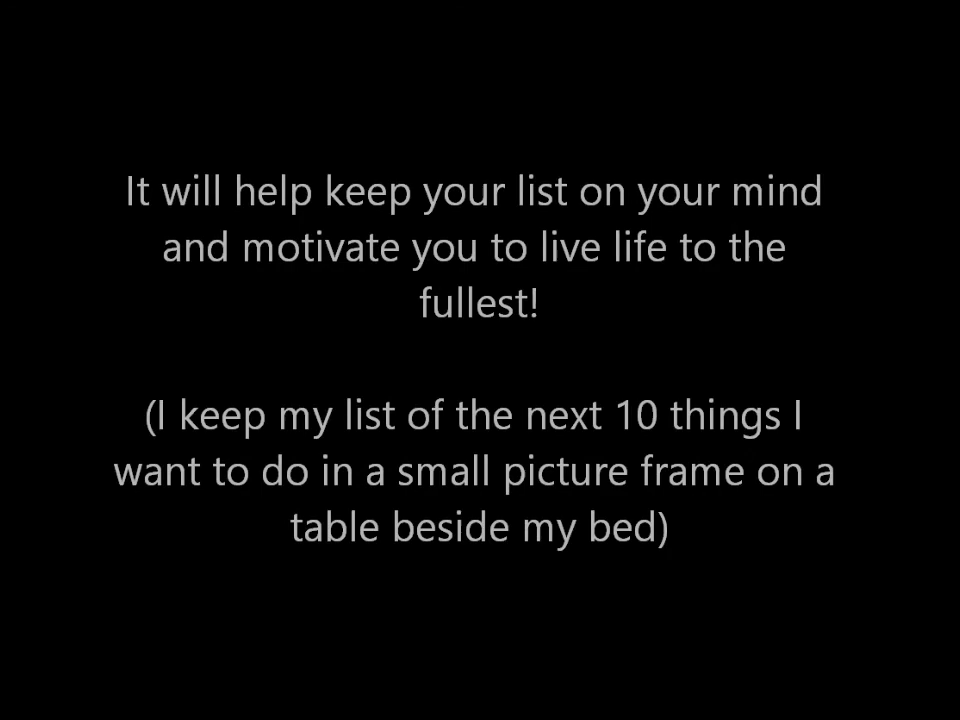 It will help keep your list on your mind
and motivate you to live life to the
fullest!
(I keep my list of the next 10 things I
want to do in a small picture frame on a
table beside my bed)